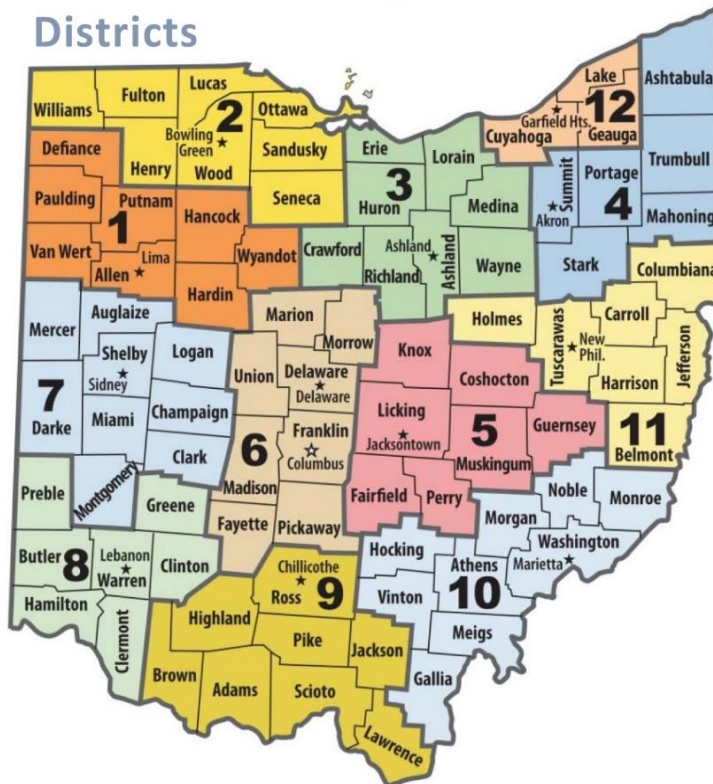 Districts
Williams
Fulton
Lucas
Ottawa
2
Bowling
Green
Henry
Wood
Sandusky
Seneca
Defiance
Paulding
Putnam
Hancock
1
Van Wert
Lima
Allen
Wyandot
Hardin
Erie
Lorain
3
Huron
Medina
Crawford
Ashland
Richland
Ashland
Wayne
Lake
12
Garfield Hts.
Cuyahoga
Geauga
Ashtabula
Summit
Portage
Trumbull
4
Akron
Mahoning
Stark
Columbiana
Mercer
Auglaize
Shelby
Logan
Sidney
7
Darke
Miami
Champaign
Clark
Montgomery
Marion
Morrow
Union
Delaware
Delaware
Franklin
Columbus
6
Madison
Fayette
Pickaway
Knox
Coshocton
Licking
Jacksontown
5
Muskingum
Guernsey
Fairfield
Perry
Holmes
Tuscarawas
New
Phil.
Carroll
Harrison
Jefferson
11
Belmont
Preble
Greene
Butler
8
Lebanon
Warren
Clinton
Hamilton
Clermont
Chillicothe
Ross
9
Highland
Pike
Jackson
Brown
Adams
Scioto
Lawrence
Hocking
Morgan
Noble
Monroe
Athens
Washington
Marietta
Vinton
10
Meigs
Gallia